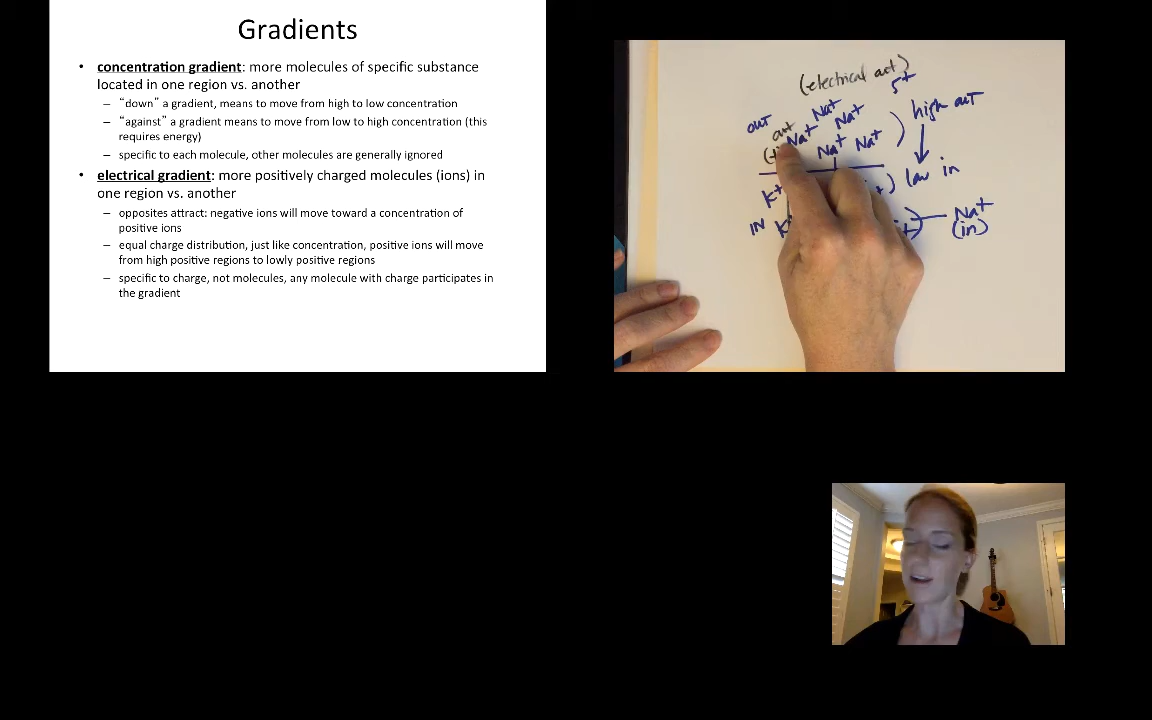 Gradients
• concentration gradient: more molecules of specific substance
located in one region vs. another
– “down” a gradient, means to move from high to low concentration
– “against” a gradient means to move from low to high concentration (this
requires energy)
– specific to each molecule, other molecules are generally ignored
• electrical gradient: more positively charged molecules (ions) in
one region vs. another
– opposites attract: negative ions will move toward a concentration of
positive ions
– equal charge distribution, just like concentration, positive ions will move
from high positive regions to lowly positive regions
– specific to charge, not molecules, any molecule with charge participates in
the gradient
(electrical out)
5+
out Na+ Na+ high out
out Na+ Na+ Na+
K+ low in
IN K+ Na+
(in)